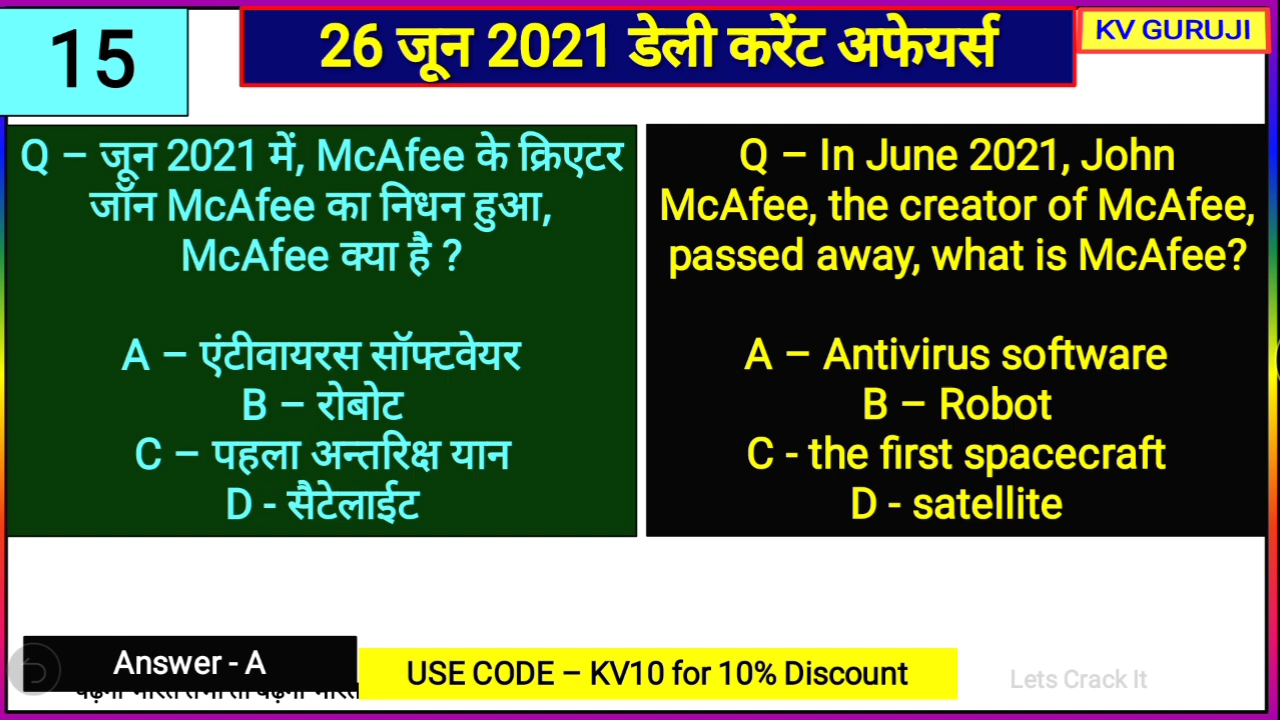 15
26 जून 2021 डेली करेंट अफेयर्स
KV GURUJI
Q – जून 2021 में, McAfee के क्रिएटर
जॉन McAfee का निधन हुआ,
McAfee क्या है ?
A – एंटीवायरस सॉफ्टवेयर
B – रोबोट
C – पहला अन्तरिक्ष यान
D - सैटेलाईट
Q – In June 2021, John
McAfee, the creator of McAfee,
passed away, what is McAfee?
A – Antivirus software
B – Robot
C - the first spacecraft
D - satellite
Answer - A
USE CODE – KV10 for 10% Discount
Lets Crack It